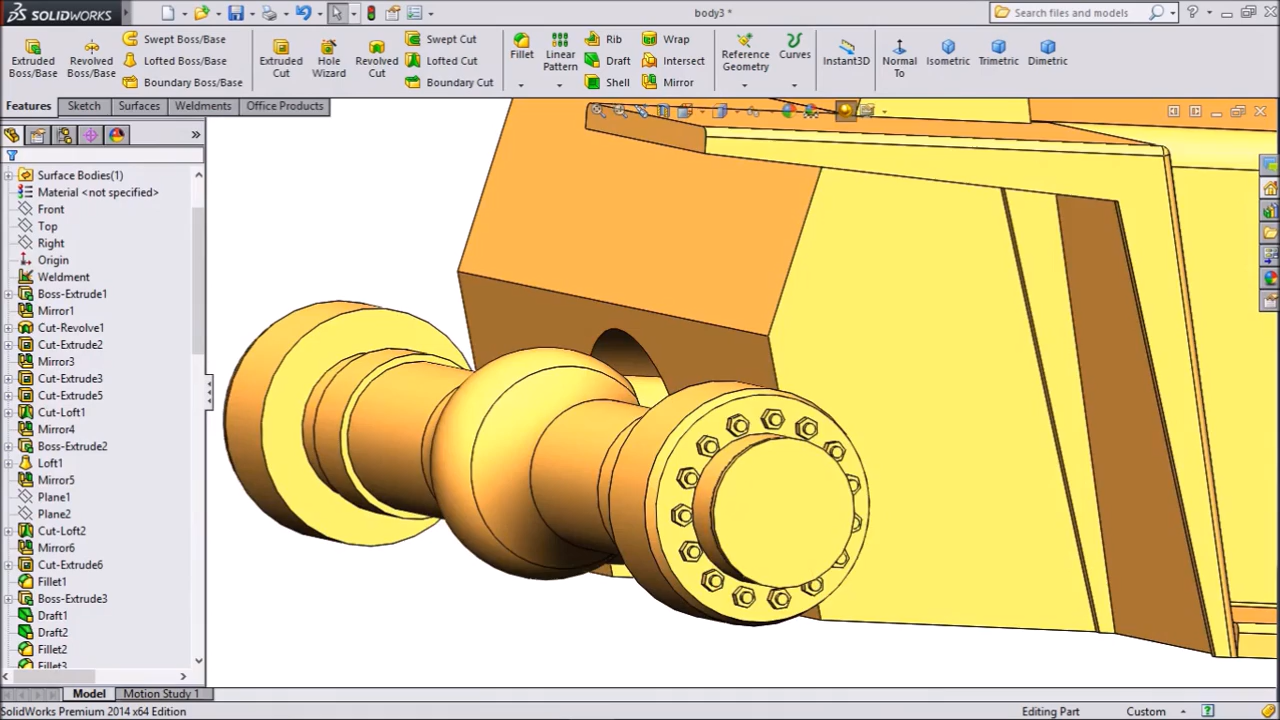 SOLIDWORKS
body3 *
Search files and models
Extruded Boss/Base
Revolved Boss/Base
Swept Boss/Base
Lofted Boss/Base
Boundary Boss/Base
Extruded Cut
Hole Wizard
Revolved Cut
Swept Cut
Lofted Cut
Boundary Cut
Fillet
Linear Pattern
Rib
Draft
Shell
Wrap
Intersect
Mirror
Reference Geometry
Curves
Instant3D
Normal To
Isometric
Trimetric
Dimetric
Features
Sketch
Surfaces
Weldments
Office Products
Surface Bodies(1)
Material <not specified>
Front
Top
Right
Origin
Weldment
Boss-Extrude1
Mirror1
Cut-Revolve1
Cut-Extrude2
Mirror3
Cut-Extrude3
Cut-Extrude5
Cut-Loft1
Mirror4
Boss-Extrude2
Loft1
Mirror5
Plane1
Plane2
Cut-Loft2
Mirror6
Cut-Extrude6
Fillet1
Boss-Extrude3
Draft1
Draft2
Fillet2
Fillet3
Model
Motion Study 1
SolidWorks Premium 2014 x64 Edition
Editing Part
Custom